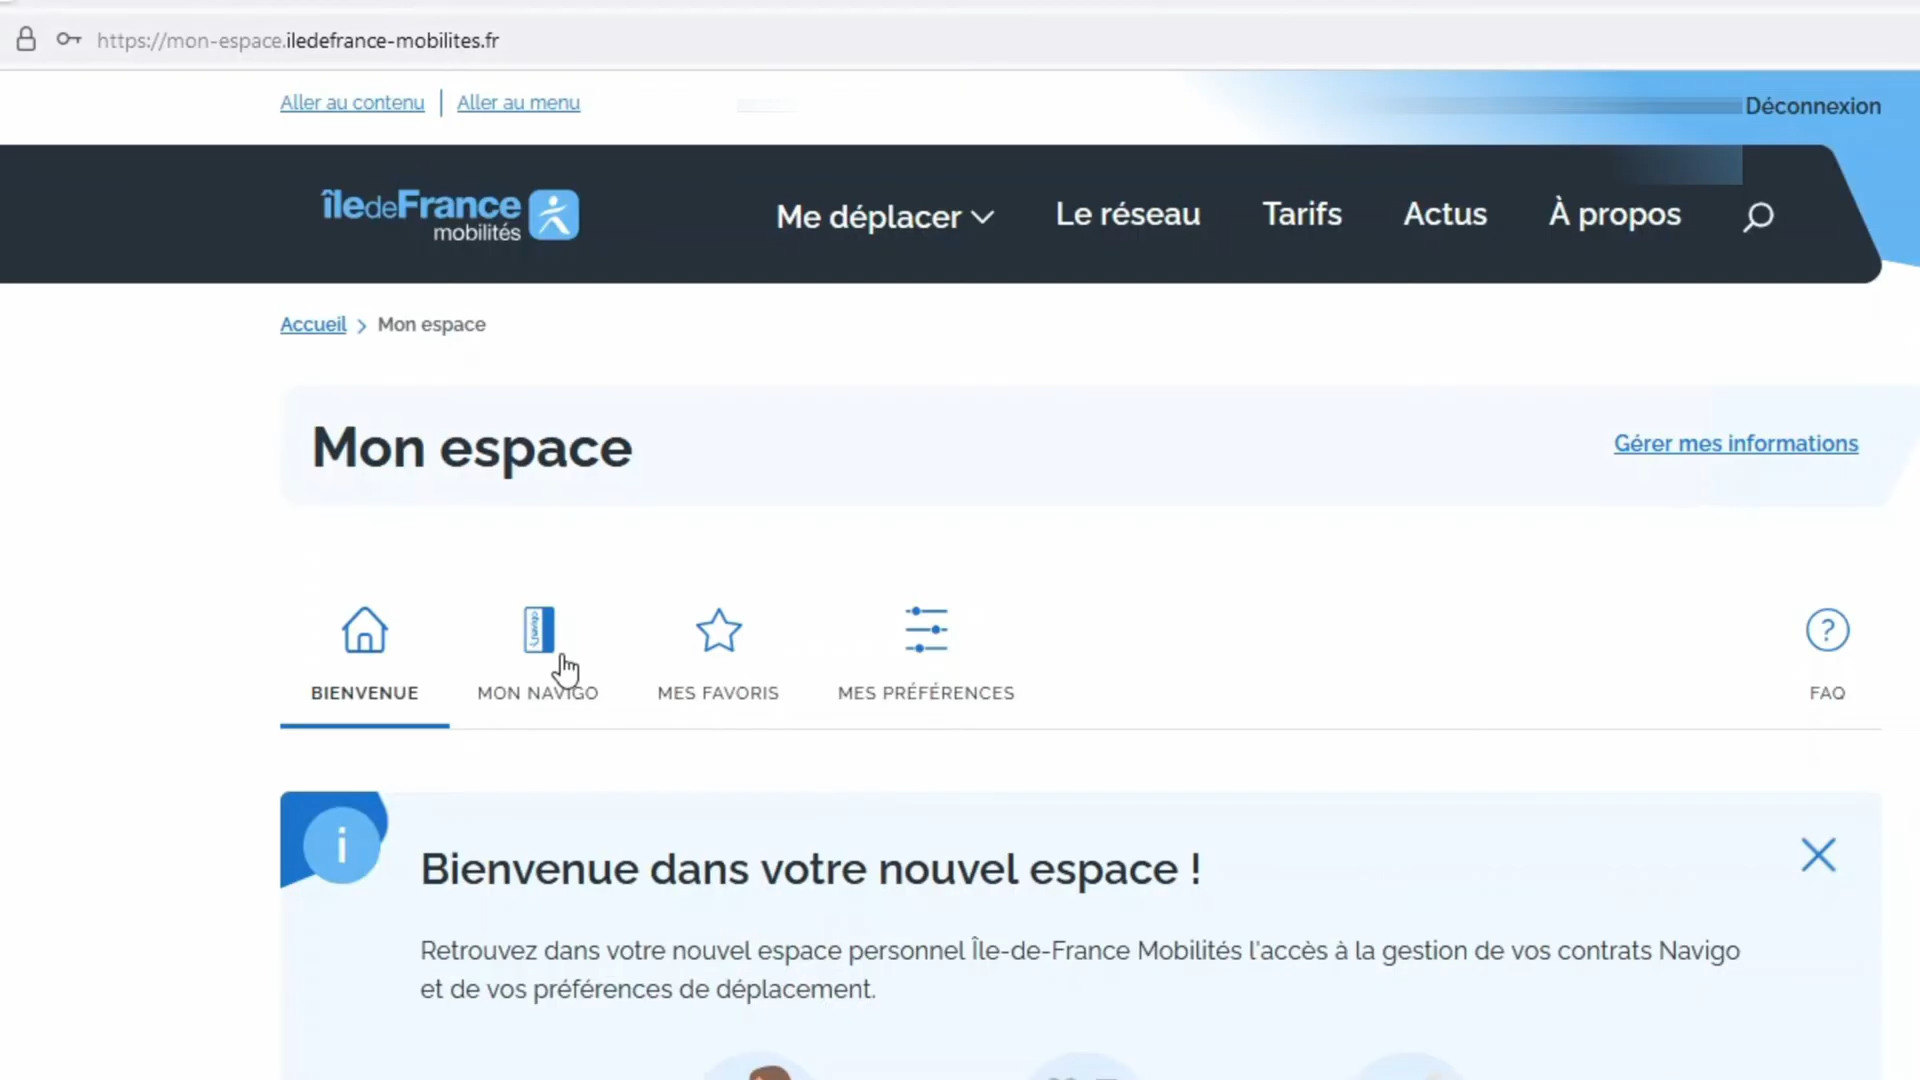 https://mon-espace.iledefrance-mobilites.fr
Aller au contenu
Aller au menu
Déconnexion
îledeFrance
mobilités
Me déplacer
Le réseau
Tarifs
Actus
À propos
Accueil > Mon espace
Mon espace
Gérer mes informations
navigo
?
BIENVENUE
MON NAVIGO
MES FAVORIS
MES PRÉFÉRENCES
FAQ
i
Bienvenue dans votre nouvel espace !
Retrouvez dans votre nouvel espace personnel Île-de-France Mobilités l'accès à la gestion de vos contrats Navigo
et de vos préférences de déplacement.